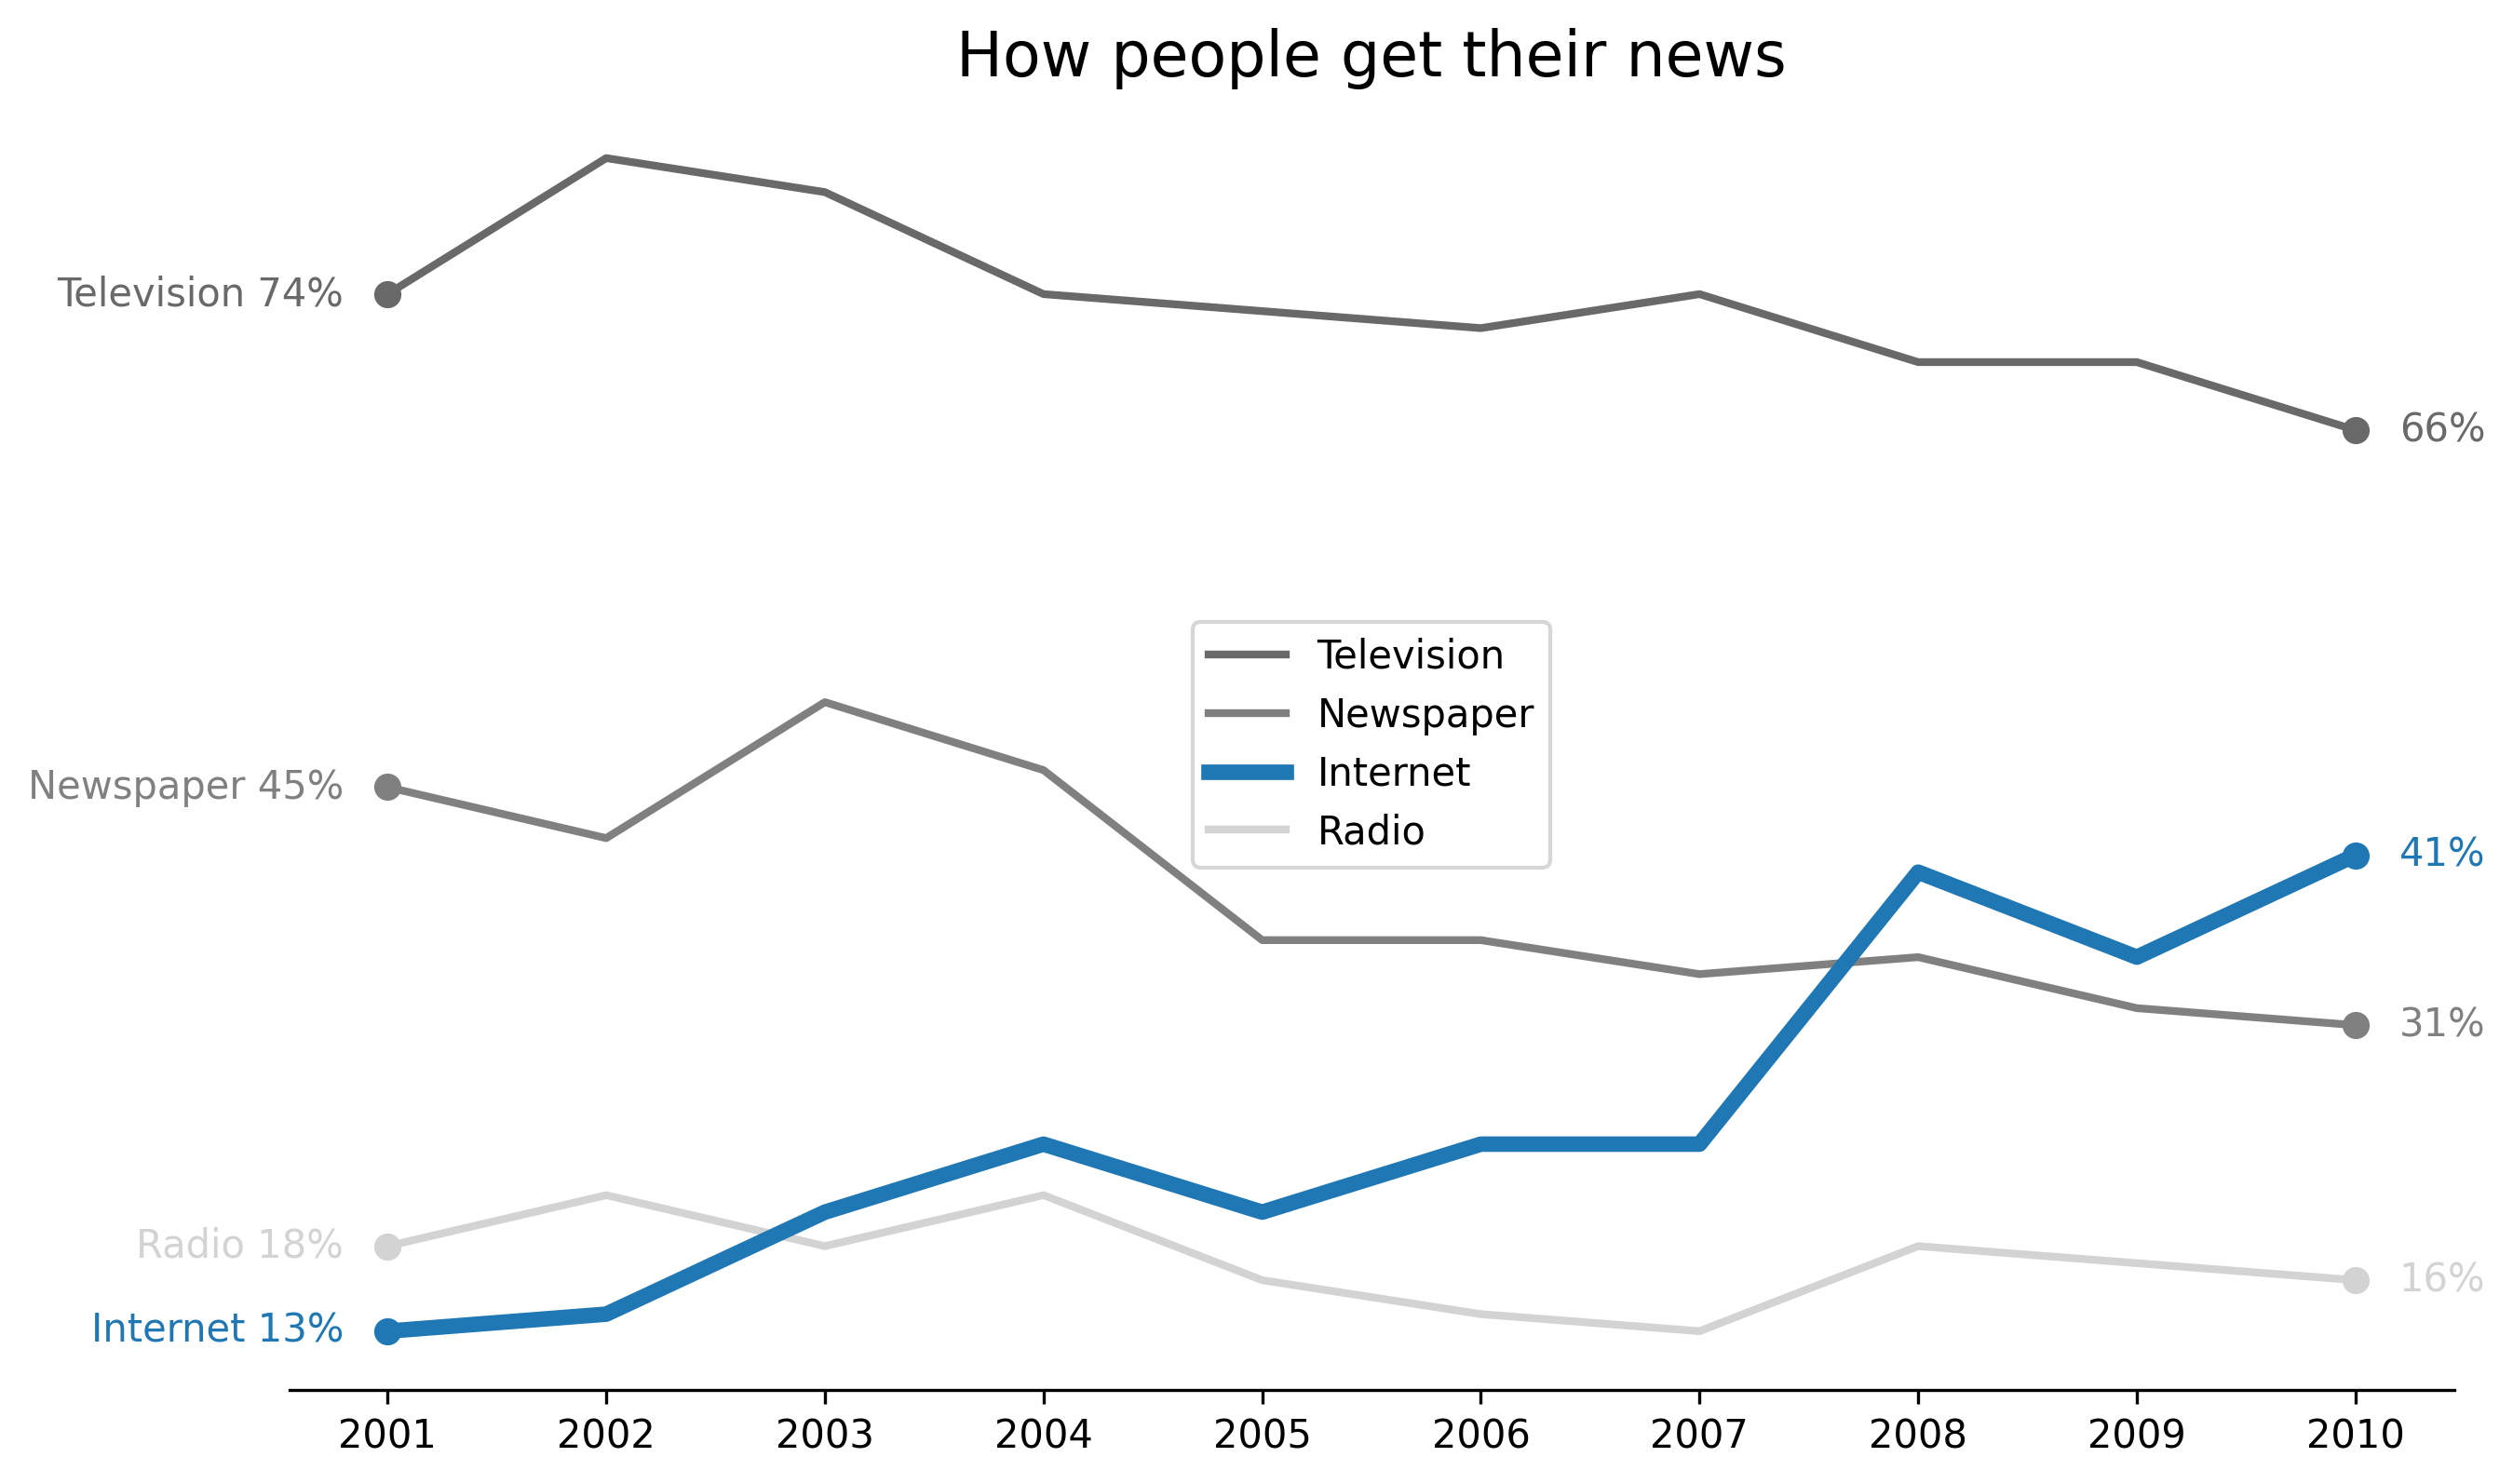 How people get their news
Television 74%
66%
Television
Newspaper
Internet
Radio
Newspaper 45%
41%
31%
Radio 18%
16%
Internet 13%
2001 2002 2003 2004 2005 2006 2007 2008 2009 2010